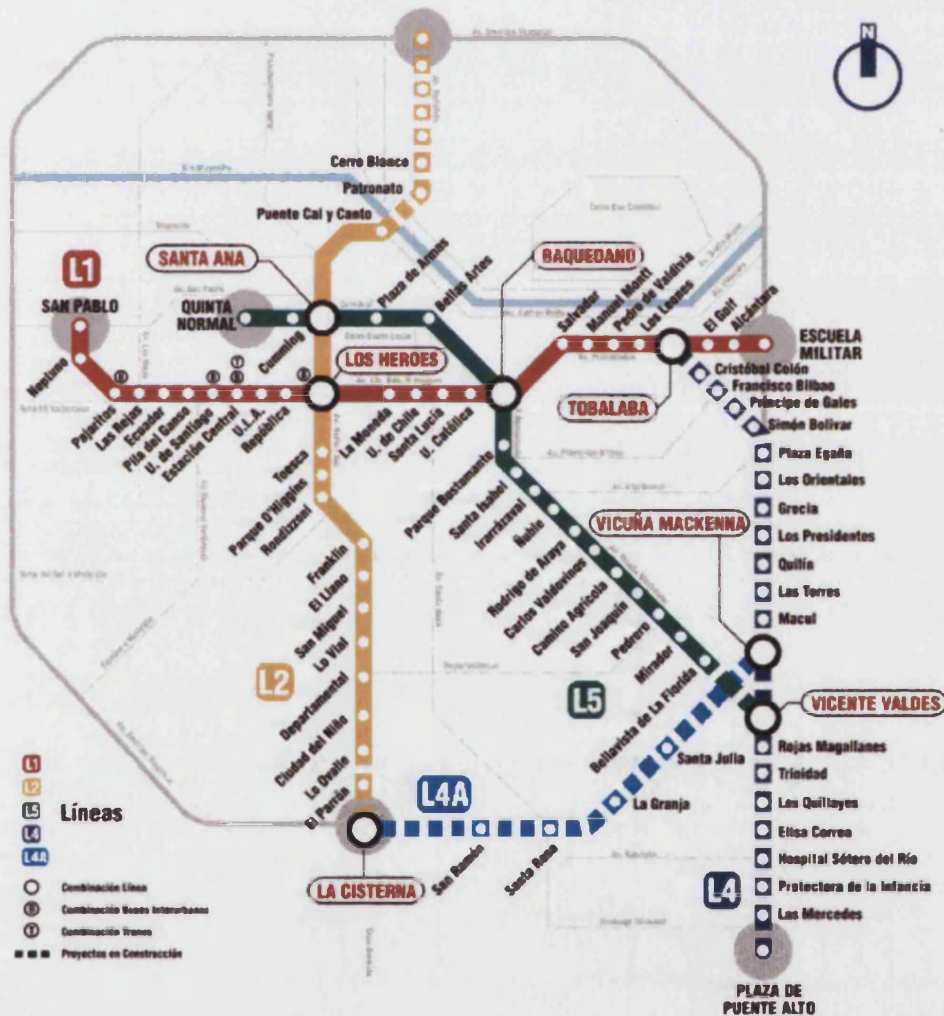 N
Cerro Blanco
Patronato
Puente Cal y Canto
L1
SANTA ANA
BAQUEDANO
SAN PABLO
QUINTA NORMAL
Plaza de Armas
Bellas Artes
Neptuno
Cumming
LOS HEROES
Salvador
Manuel Montt
Pedro de Valdivia
Los Leones
El Golf
Alcántara
ESCUELA MILITAR
TOBALABA
Cristóbal Colón
Francisco Bilbao
Príncipe de Gales
Simón Bolívar
Pajaritos
Las Rejas
Ecuador
Pila del Ganso
U. de Santiago
Estación Central
U.L.A.
República
La Moneda
U. de Chile
Santa Lucía
U. Católica
Toesca
Parque O'Higgins
Rondizzoni
Franklin
El Llano
San Miguel
Lo Vial
Departamental
Ciudad del Niño
Lo Ovalle
El Parrón
Parque Bustamante
Santa Isabel
Irarrázaval
Ñuble
Rodrigo de Araya
Carlos Valdovinos
Camino Agrícola
San Joaquín
Pedrero
Mirador
Bellavista de La Florida
VICUÑA MACKENNA
Plaza Egaña
Los Orientales
Grecia
Los Presidentes
Quilín
Las Torres
Macul
L2
L5
VICENTE VALDES
Santa Julia
La Granja
Santa Rosa
San Ramón
L4A
LA CISTERNA
Rojas Magallanes
Trinidad
Los Quillayes
Elisa Correa
Hospital Sótero del Río
Protectora de la Infancia
Las Mercedes
L4
PLAZA DE PUENTE ALTO
L1
L2
L5
L4
L4A
Líneas
Combinación Línea
B
Combinación Buses Interurbanos
T
Combinación Trenes
Proyectos en Construcción